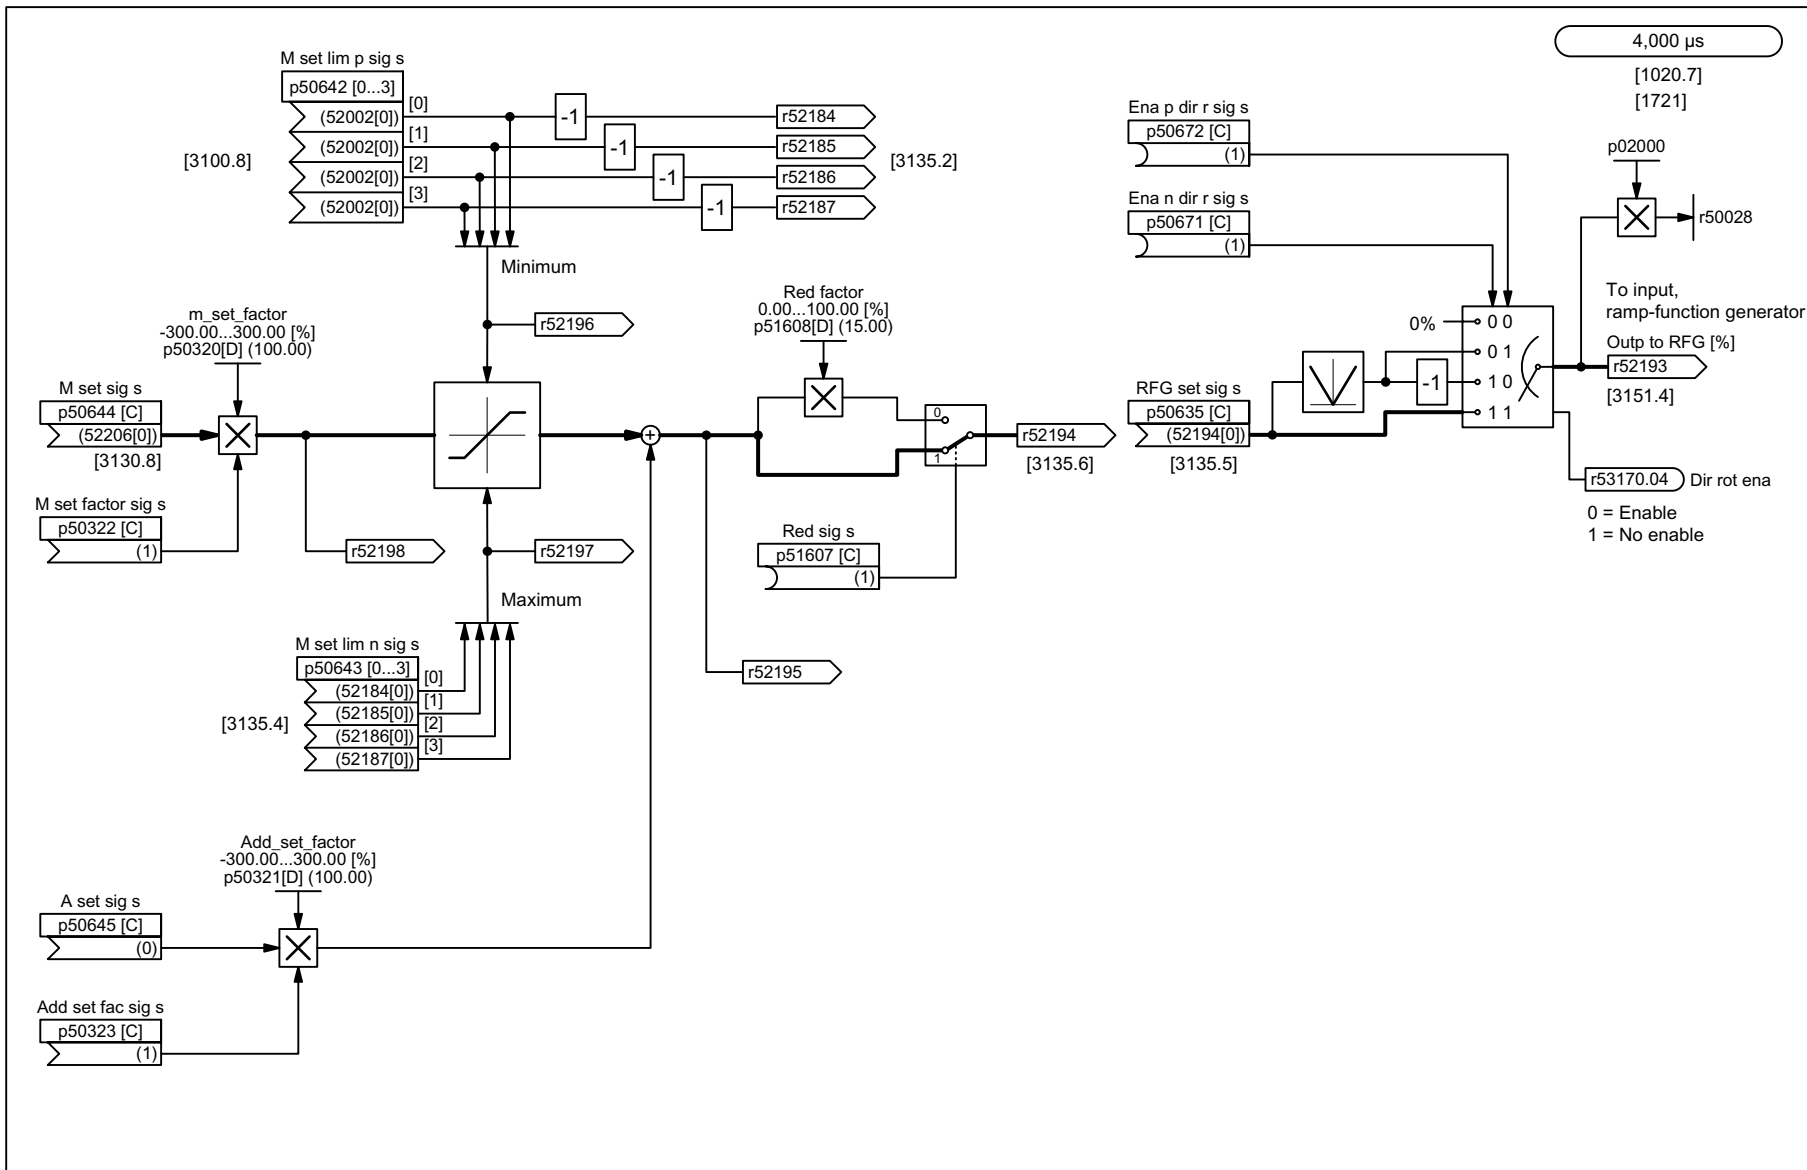 4,000 µs
[1020.7]
[1721]
M set lim p sig s
p50642 [0...3]
(52002[0])
[0]
(52002[0])
[1]
(52002[0])
[2]
(52002[0])
[3]
[3100.8]
-1
-1
-1
-1
r52184
r52185
r52186
r52187
[3135.2]
Minimum
r52196
m_set_factor
-300.00...300.00 [%]
p50320[D] (100.00)
M set sig s
p50644 [C]
(52206[0])
[3130.8]
M set factor sig s
p50322 [C]
(1)
r52198
r52197
Maximum
M set lim n sig s
p50643 [0...3]
(52184[0])
[0]
(52185[0])
[1]
(52186[0])
[2]
(52187[0])
[3]
[3135.4]
Add_set_factor
-300.00...300.00 [%]
p50321[D] (100.00)
A set sig s
p50645 [C]
(0)
Add set fac sig s
p50323 [C]
(1)
+
r52195
Red factor
0.00...100.00 [%]
p51608[D] (15.00)
0
1
Red sig s
p51607 [C]
(1)
r52194
[3135.6]
Ena p dir r sig s
p50672 [C]
(1)
Ena n dir r sig s
p50671 [C]
(1)
RFG set sig s
p50635 [C]
(52194[0])
[3135.5]
-1
0%
0 0
0 1
1 0
1 1
p02000
r50028
To input,
ramp-function generator
Outp to RFG [%]
r52193
[3151.4]
r53170.04
Dir rot ena
0 = Enable
1 = No enable